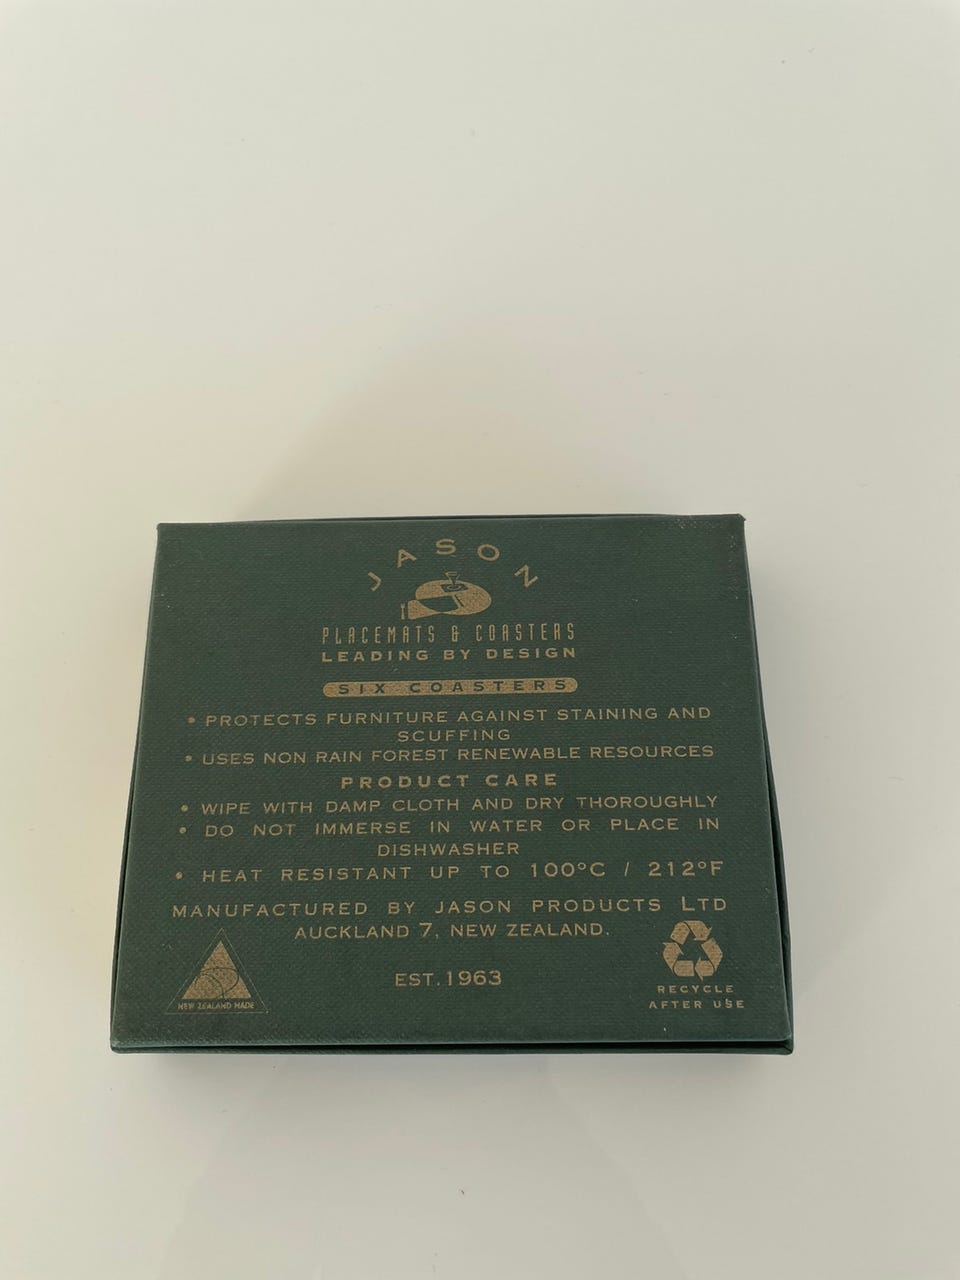 JASON
PLACEMATS & COASTERS
LEADING BY DESIGN
SIX COASTERS
• PROTECTS FURNITURE AGAINST STAINING AND
SCUFFING
• USES NON RAIN FOREST RENEWABLE RESOURCES
PRODUCT CARE
• WIPE WITH DAMP CLOTH AND DRY THOROUGHLY
• DO NOT IMMERSE IN WATER OR PLACE IN
DISHWASHER
• HEAT RESISTANT UP TO 100°C / 212°F
MANUFACTURED BY JASON PRODUCTS LTD
AUCKLAND 7, NEW ZEALAND.
EST.1963
NEW ZEALAND MADE
RECYCLE
AFTER USE